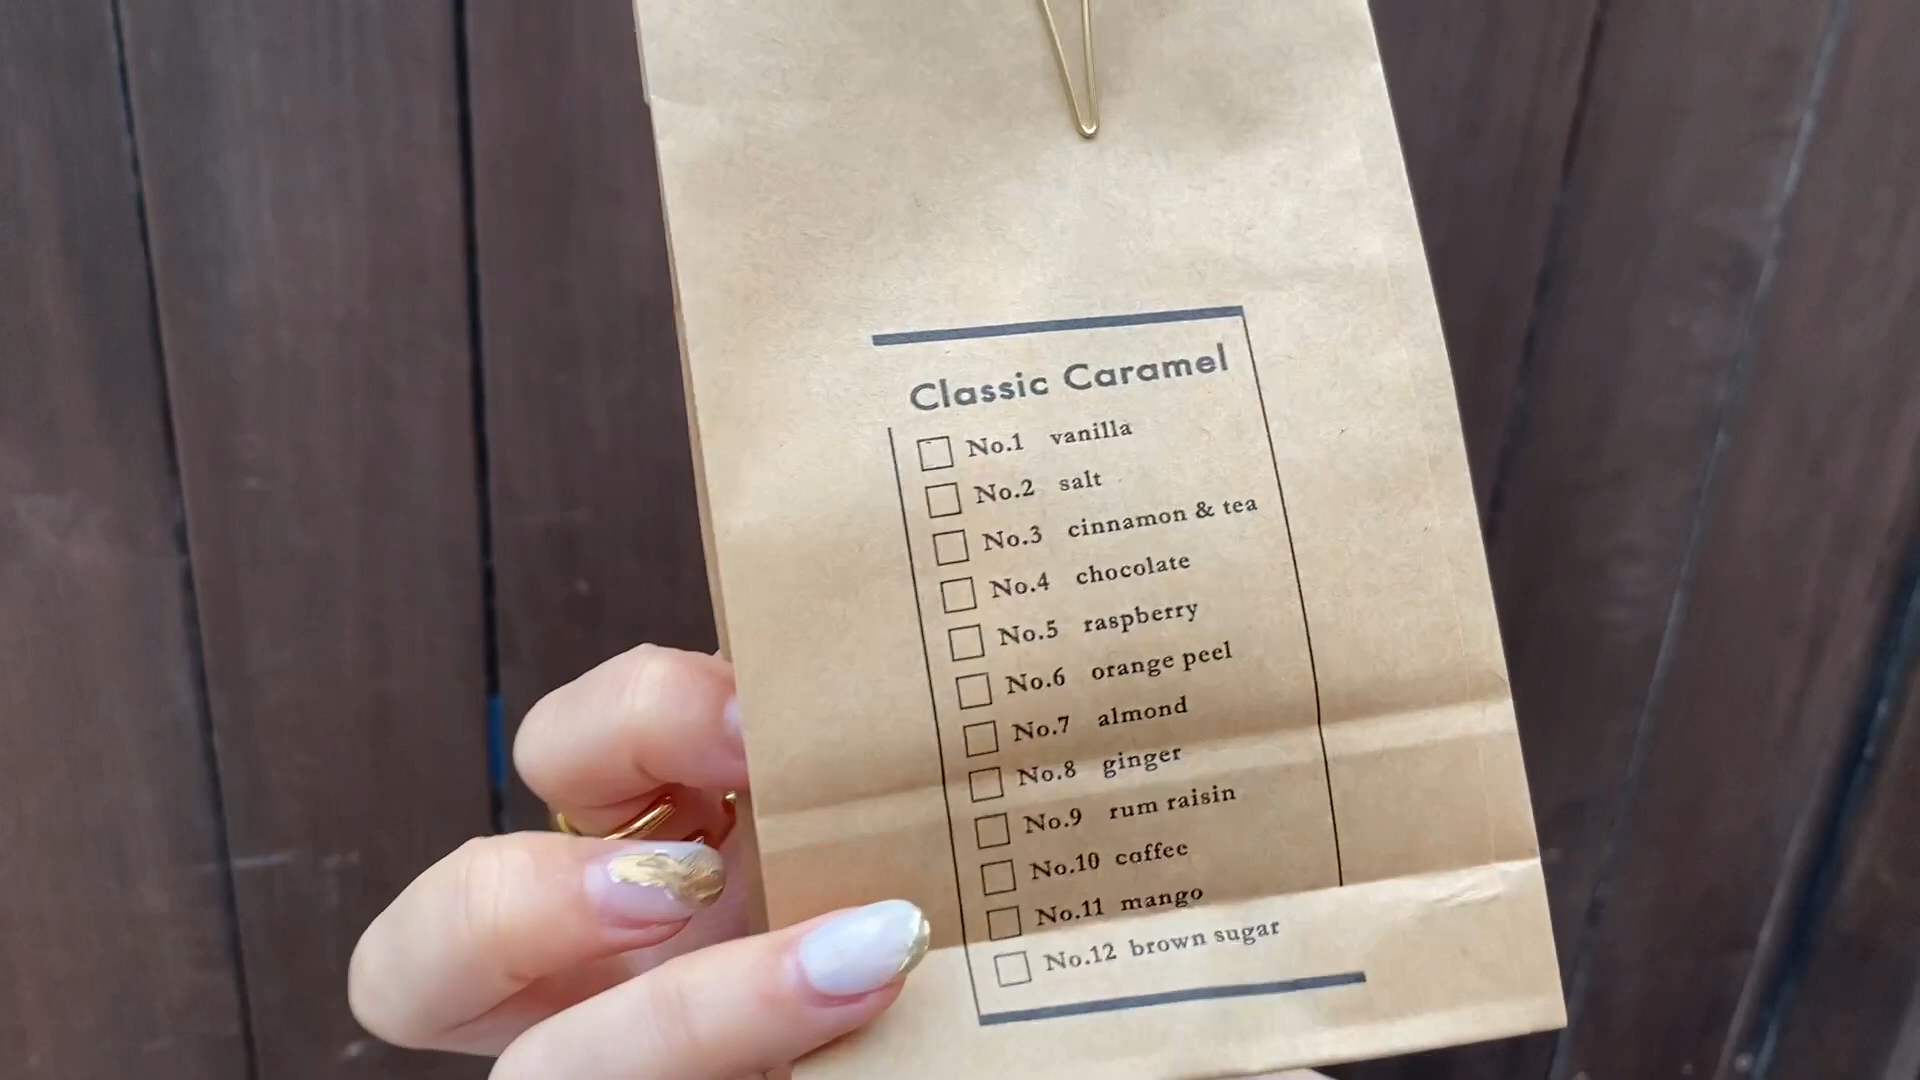 Classic Caramel
No.1 vanilla
No.2 salt
No.3 cinnamon & tea
No.4 chocolate
No.5 raspberry
No.6 orange peel
No.7 almond
No.8 ginger
No.9 rum raisin
No.10 coffee
No.11 mango
No.12 brown sugar